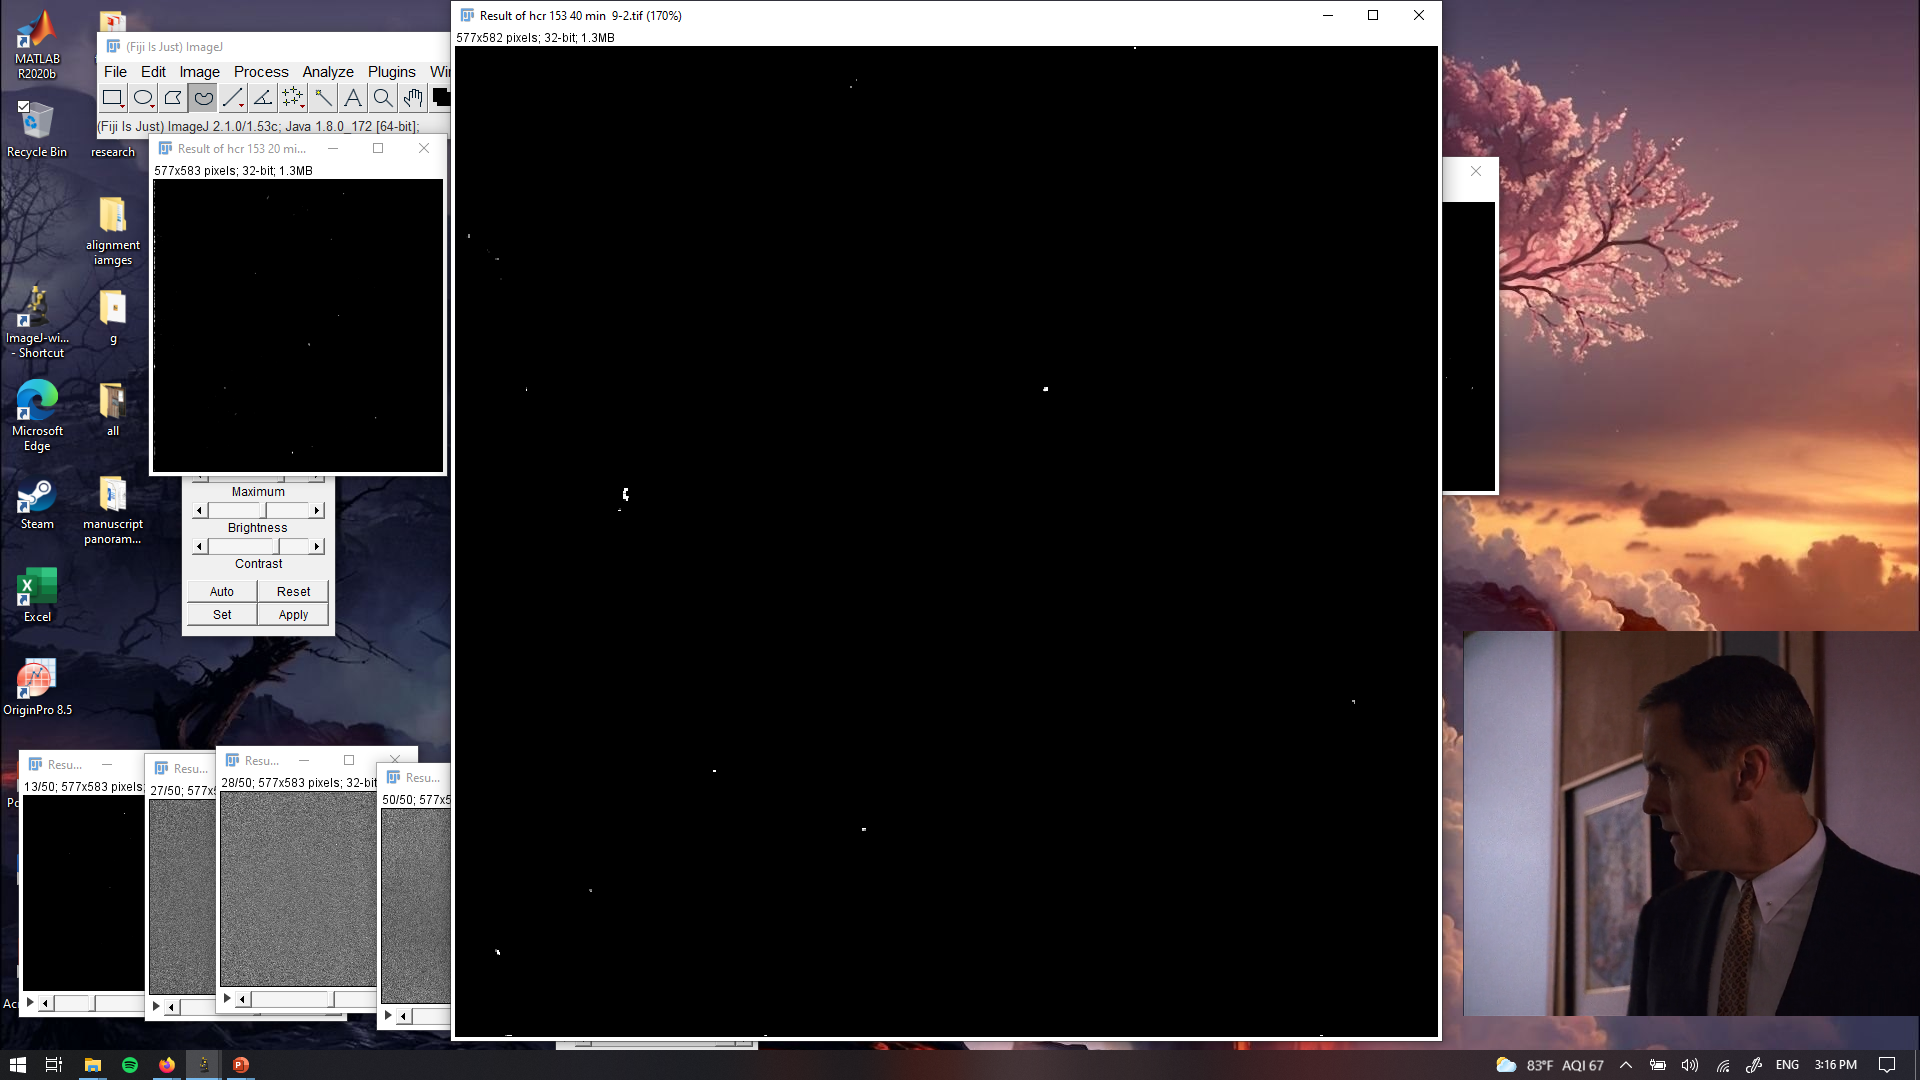 MATLAB
R2020b
Recycle Bin
ImageJ-wi...
- Shortcut
Microsoft
Edge
Steam
Excel
OriginPro 8.5
research
alignment
iamges
g
all
manuscript
panoram...
(Fiji Is Just) ImageJ
File Edit Image Process Analyze Plugins
(Fiji Is Just) ImageJ 2.1.0/1.53c; Java 1.8.0_172 [64-bit];
Result of hcr 153 20 mi...
577x583 pixels; 32-bit; 1.3MB
Maximum
Brightness
Contrast
Auto Reset
Set Apply
Result of hcr 153 40 min 9-2.tif (170%)
577x582 pixels; 32-bit; 1.3MB
Resu...
13/50; 577x583 pixels
Resu...
27/50; 577x5
Resu...
28/50; 577x583 pixels; 32-bit
Resu...
50/50; 577x5
83°F AQI 67
ENG
3:16 PM